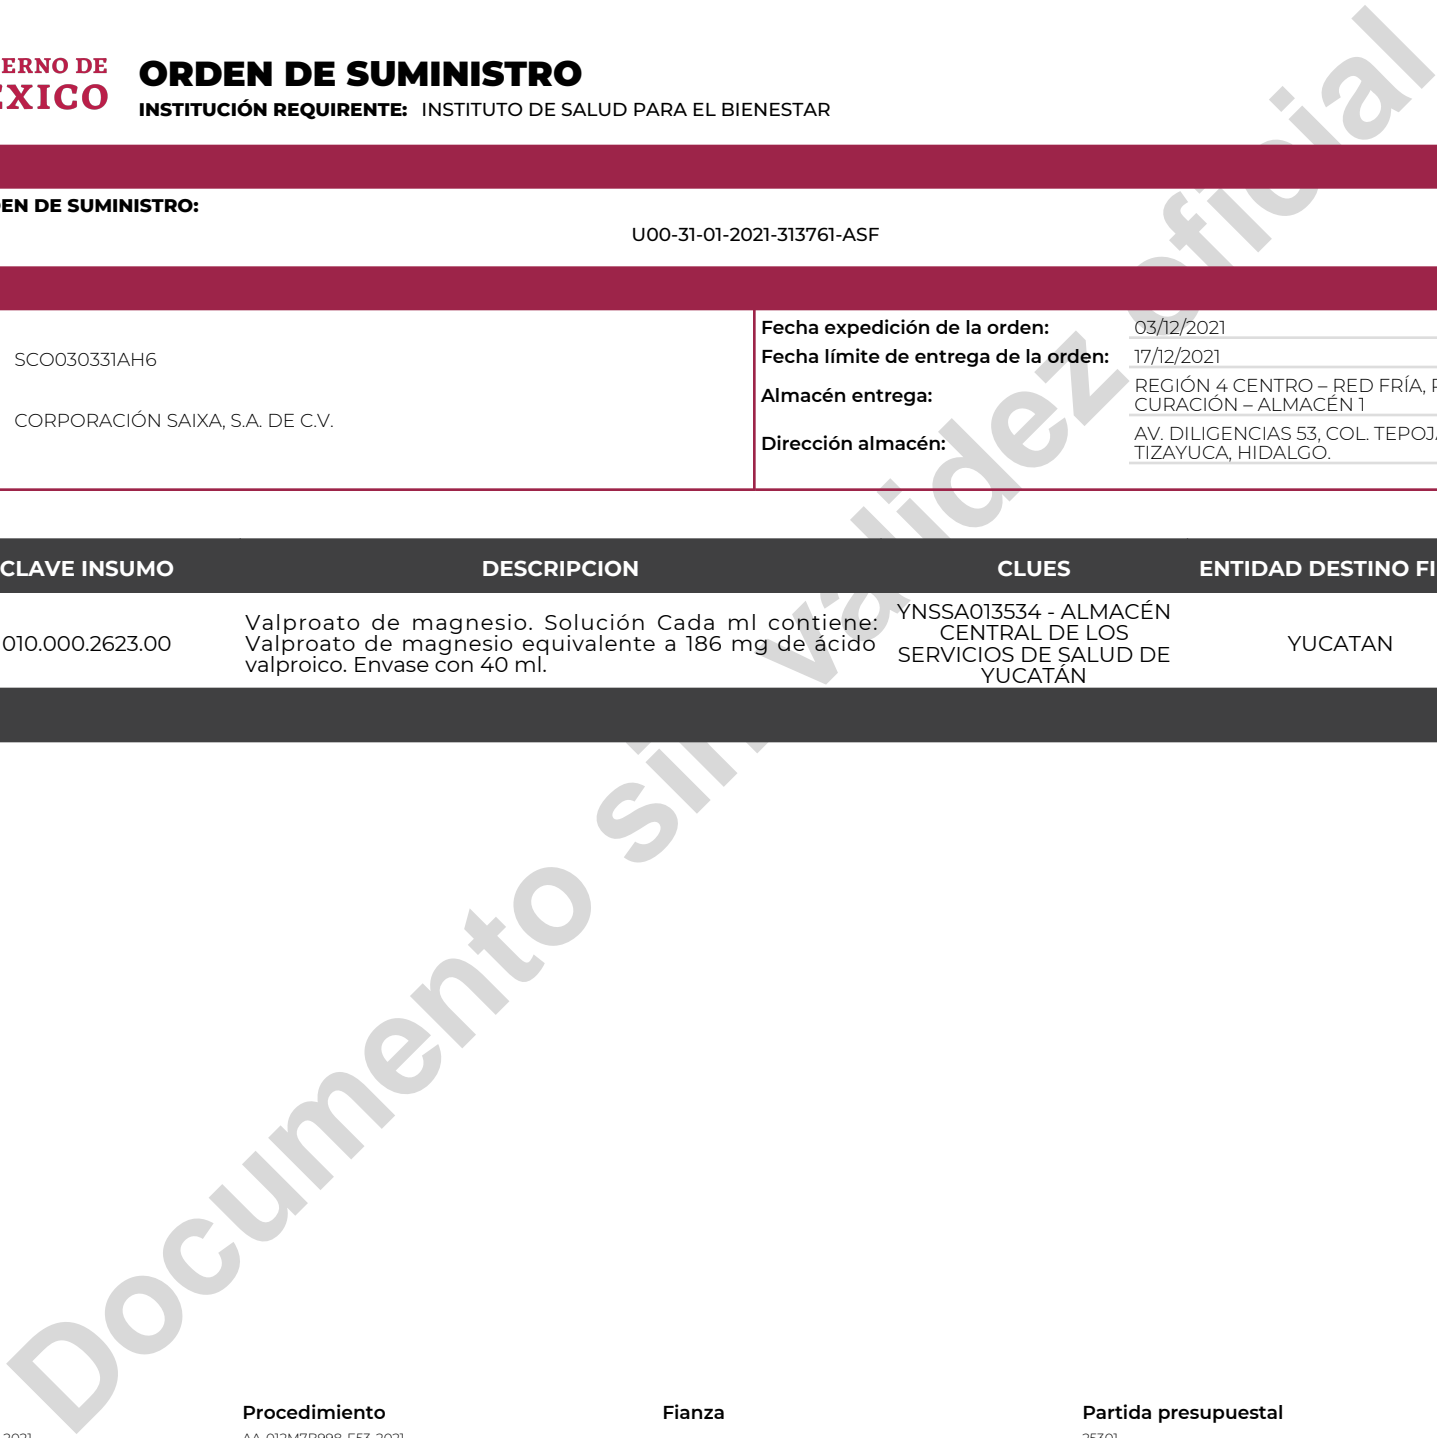 ERNO DE
ÉXICO
ORDEN DE SUMINISTRO
INSTITUCIÓN REQUIRENTE: INSTITUTO DE SALUD PARA EL BIENESTAR
EN DE SUMINISTRO:
U00-31-01-2021-313761-ASF
SCO030331AH6
CORPORACIÓN SAIXA, S.A. DE C.V.
Fecha expedición de la orden: 03/12/2021
Fecha límite de entrega de la orden: 17/12/2021
Almacén entrega: REGIÓN 4 CENTRO – RED FRÍA,
CURACIÓN – ALMACÉN 1
Dirección almacén: AV. DILIGENCIAS 53, COL. TEPOJ
TIZAYUCA, HIDALGO.
CLAVE INSUMO DESCRIPCION CLUES ENTIDAD DESTINO FI
010.000.2623.00
Valproato de magnesio. Solución Cada ml contiene:
Valproato de magnesio equivalente a 186 mg de ácido
valproico. Envase con 40 ml.
YNSSA013534 - ALMACÉN
CENTRAL DE LOS
SERVICIOS DE SALUD DE
YUCATÁN
YUCATAN
Documento sin validez oficial
Procedimiento Fianza Partida presupuestal